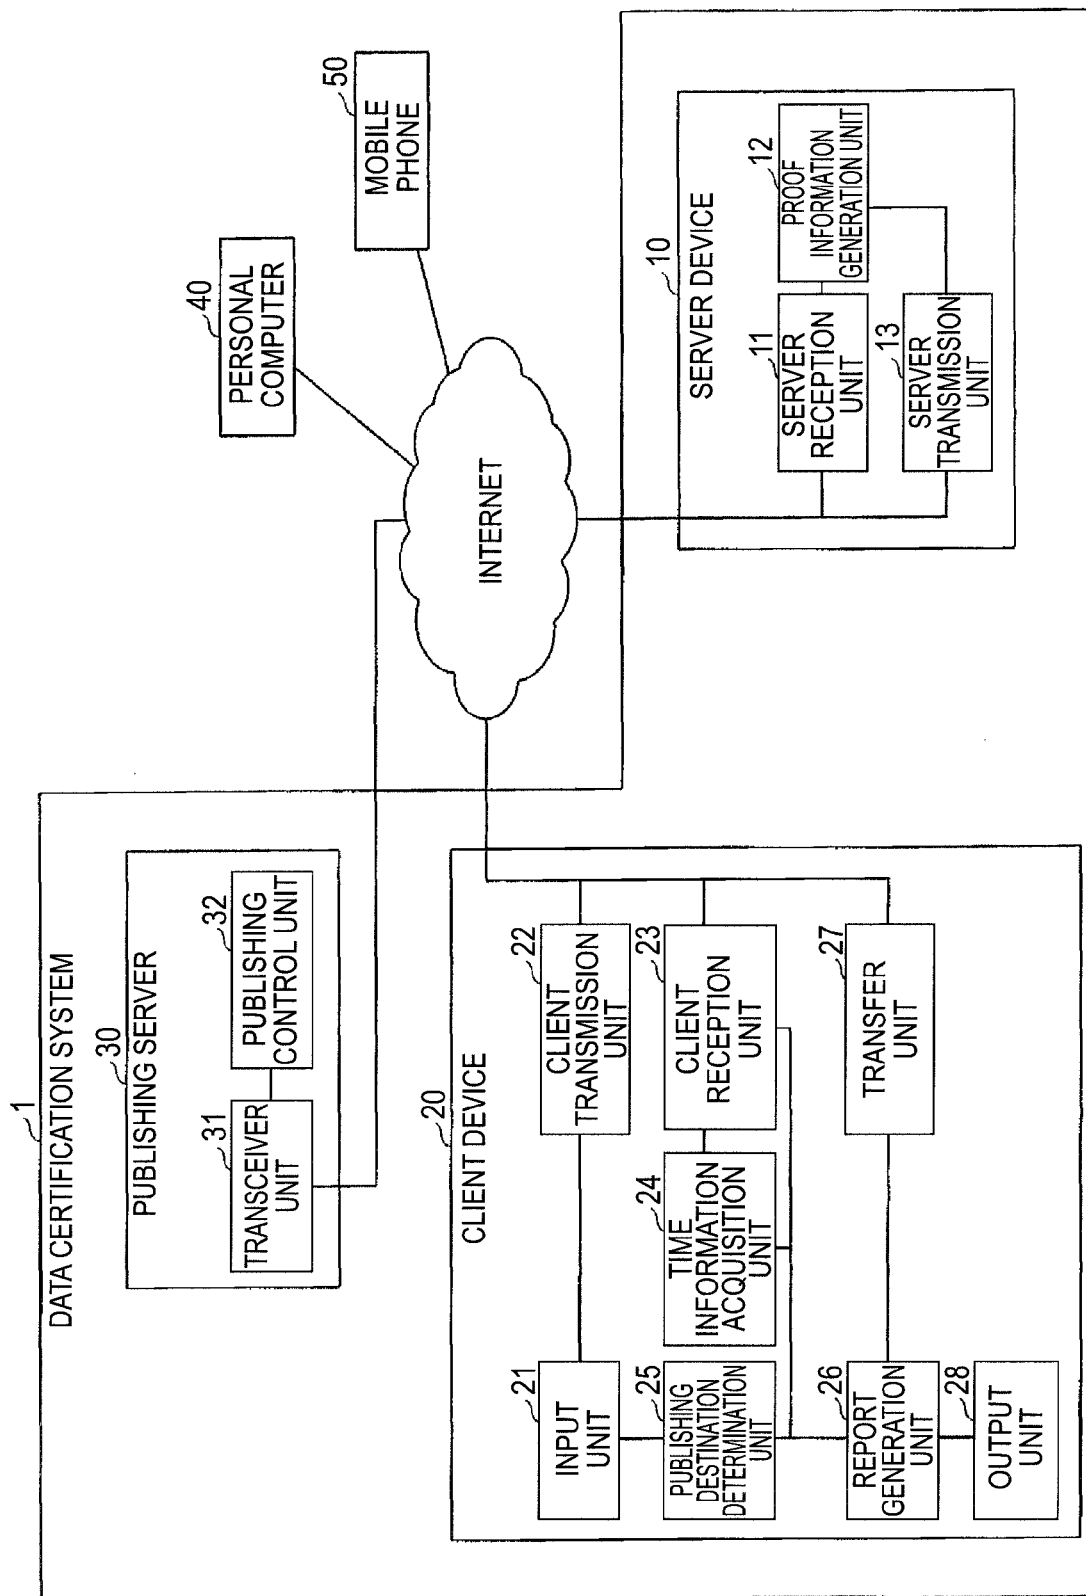 DATA CERTIFICATION SYSTEM
1
PUBLISHING SERVER
30
TRANSCEIVER
UNIT
31
PUBLISHING
CONTROL UNIT
32
PERSONAL
COMPUTER
40
MOBILE
PHONE
50
INTERNET
CLIENT DEVICE
20
INPUT
UNIT
21
CLIENT
TRANSMISSION
UNIT
22
PUBLISHING
DESTINATION
DETERMINATION
UNIT
25
TIME
INFORMATION
ACQUISITION
UNIT
24
CLIENT
RECEPTION
UNIT
23
REPORT
GENERATION
UNIT
26
TRANSFER
UNIT
27
OUTPUT
UNIT
28
SERVER DEVICE
10
SERVER
RECEPTION
UNIT
11
PROOF
INFORMATION
GENERATION UNIT
12
SERVER
TRANSMISSION
UNIT
13